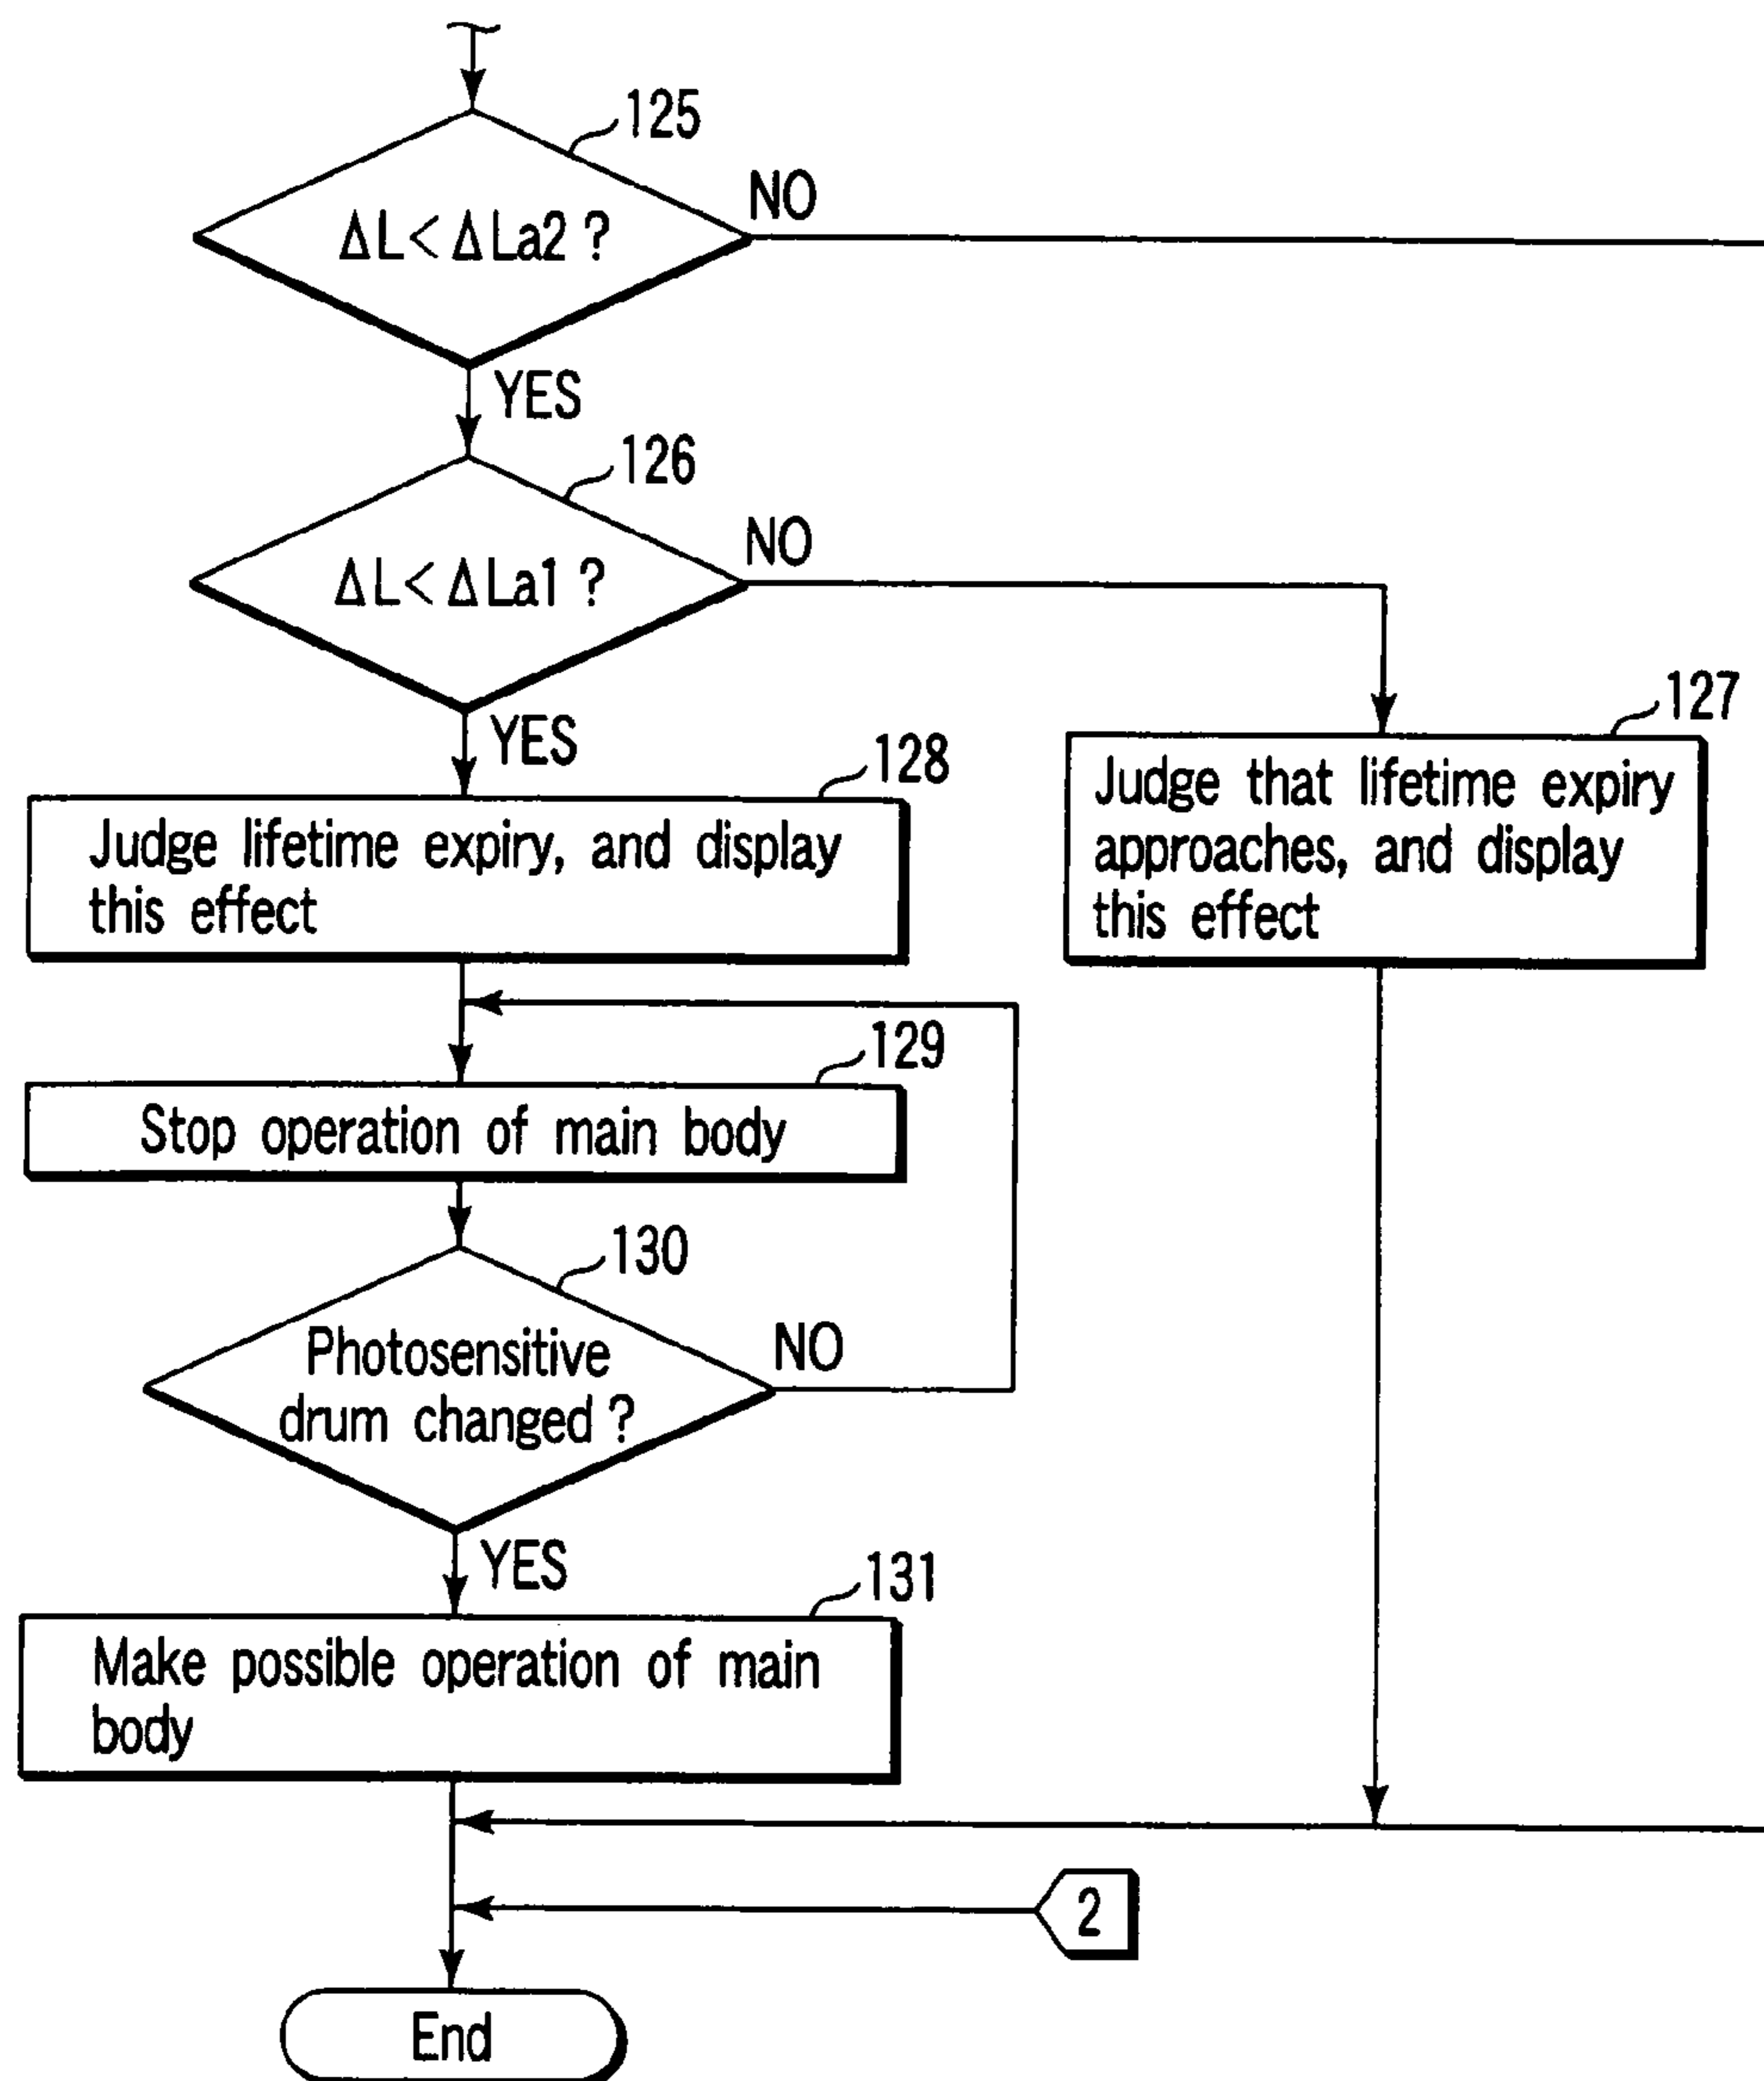 125
ΔL< ΔLa2 ?
NO
YES
126
ΔL< ΔLa1 ?
NO
YES
127
Judge that lifetime expiry
approaches, and display
this effect
128
Judge lifetime expiry, and display
this effect
129
Stop operation of main body
130
Photosensitive
drum changed ?
NO
YES
131
Make possible operation of main
body
2
End